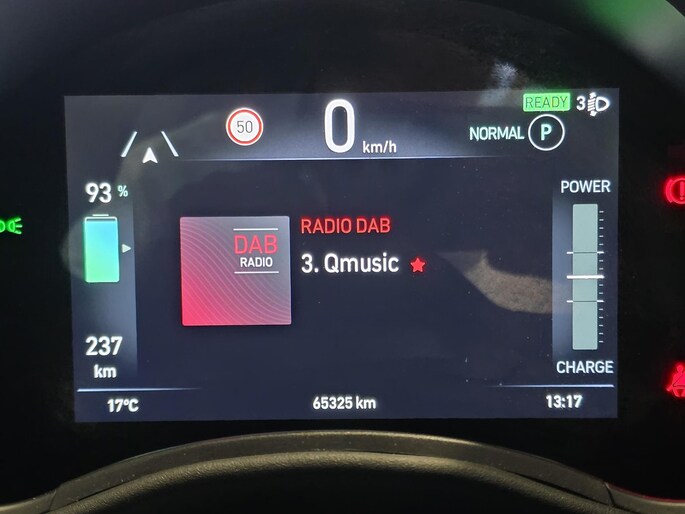 READY 3
50
0 km/h
NORMAL P
93 %
POWER
RADIO DAB
DAB
RADIO
3. Qmusic
237
km
CHARGE
17°C
65325 km
13:17